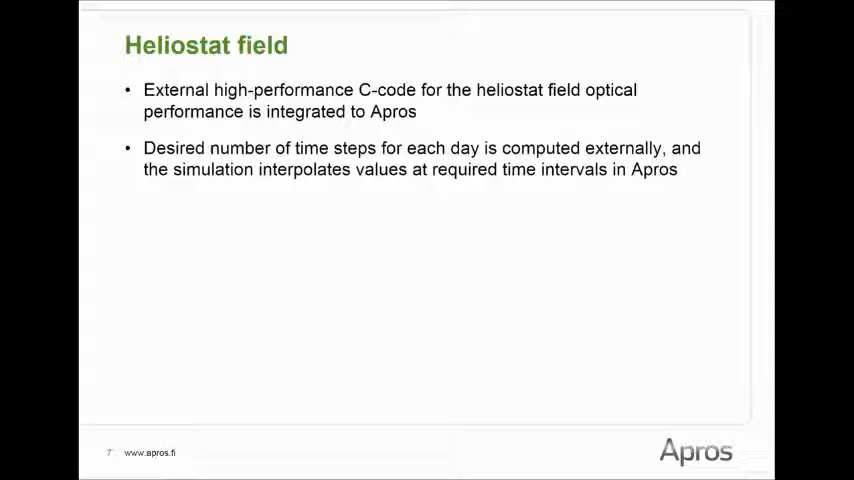 Heliostat field
• External high-performance C-code for the heliostat field optical
performance is integrated to Apros
• Desired number of time steps for each day is computed externally, and
the simulation interpolates values at required time intervals in Apros
7 www.apros.fi
Apros